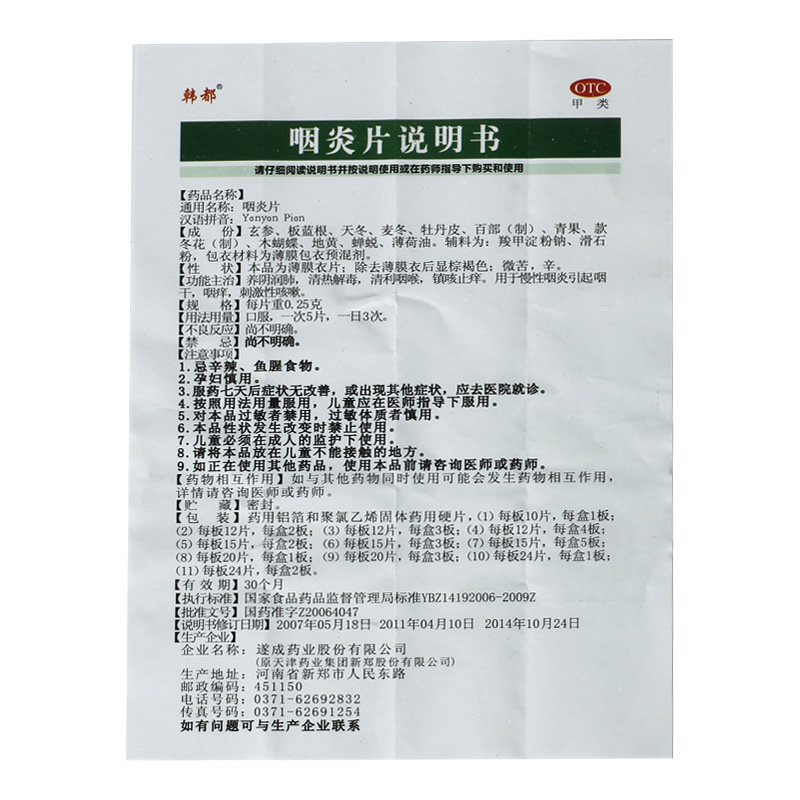 韩都®
OTC
甲类
咽炎片说明书
请仔细阅读说明书并按说明使用或在药师指导下购买和使用
【药品名称】
通用名称：咽炎片
汉语拼音：Yanyan Pian
【成　份】玄参、板蓝根、天冬、麦冬、牡丹皮、百部（制）、青果、款
冬花（制）、木蝴蝶、地黄、蝉蜕、薄荷油。辅料为：羧甲淀粉钠、滑石
粉，包衣材料为薄膜包衣预混剂。
【性　状】本品为薄膜衣片；除去薄膜衣后显棕褐色；微苦，辛。
【功能主治】养阴润肺，清热解毒，清利咽喉，镇咳止痒。用于慢性咽炎引起咽
干，咽痒，刺激性咳嗽。
【规　格】每片重0.25克
【用法用量】口服，一次5片，一日3次。
【不良反应】尚不明确。
【禁　忌】尚不明确。
【注意事项】
1.忌辛辣、鱼腥食物。
2.孕妇慎用。
3.服药七天后症状无改善，或出现其他症状，应去医院就诊。
4.按照用法用量服用，儿童应在医师指导下服用。
5.对本品过敏者禁用，过敏体质者慎用。
6.本品性状发生改变时禁止使用。
7.儿童必须在成人的监护下使用。
8.请将本品放在儿童不能接触的地方。
9.如正在使用其他药品，使用本品前请咨询医师或药师。
【药物相互作用】如与其他药物同时使用可能会发生药物相互作用，
详情请咨询医师或药师。
【贮　藏】密封。
【包　装】药用铝箔和聚氯乙烯固体药用硬片，(1)每板10片，每盒1板；
(2)每板12片，每盒2板；(3)每板12片，每盒3板；(4)每板12片，每盒4板；
(5)每板15片，每盒2板；(6)每板15片，每盒3板；(7)每板15片，每盒5板；
(8)每板20片，每盒1板；(9)每板20片，每盒3板；(10)每板24片，每盒1板；
(11)每板24片，每盒2板。
【有 效 期】30个月
【执行标准】国家食品药品监督管理局标准YBZ14192006-2009Z
【批准文号】国药准字Z20064047
【说明书修订日期】2007年05月18日 2011年04月10日 2014年10月24日
【生产企业】
企业名称：遂成药业股份有限公司
(原天津药业集团新郑股份有限公司)
生产地址：河南省新郑市人民东路
邮政编码：451150
电话号码：0371-62692832
传真号码：0371-62691254
如有问题可与生产企业联系